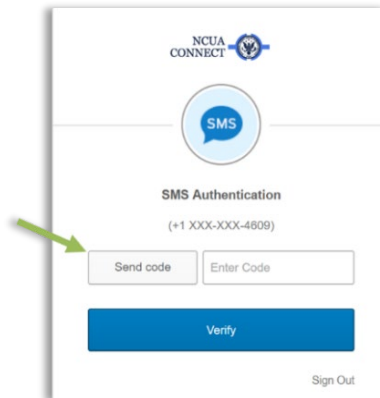 NCUA
CONNECT
SMS
SMS Authentication
(+1 XXX-XXX-4609)
Send code Enter Code
Verify
Sign Out